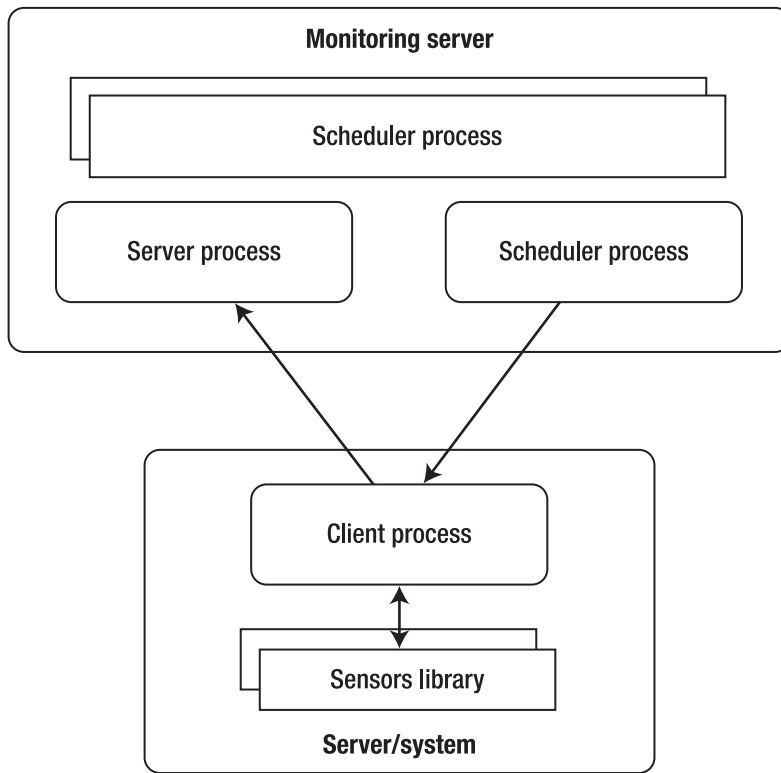 Monitoring server
Scheduler process
Server process
Scheduler process
Client process
Sensors library
Server/system